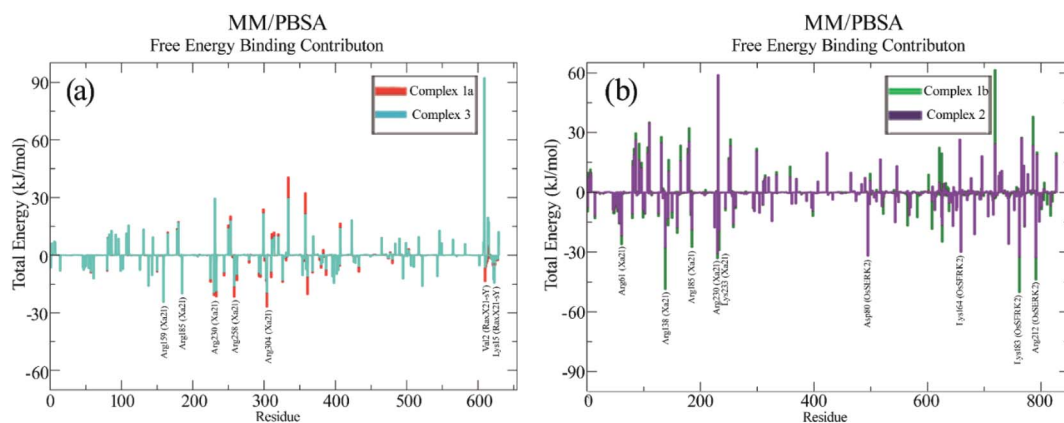 MM/PBSA
Free Energy Binding Contributon
(a)
Complex 1a
Complex 3
Total Energy (kJ/mol)
90
60
30
0
-30
-60
Arg159 (Xa21)
Arg185 (Xa21)
Arg230 (Xa21)
Arg258 (Xa21)
Arg304 (Xa21)
Val2 (RaxX21-sY)
Lys15 (RaxX21-sY)
0 100 200 300 400 500 600
Residue
MM/PBSA
Free Energy Binding Contributon
(b)
Complex 1b
Complex 2
Total Energy (kJ/mol)
60
30
0
-30
-60
-90
Arg61 (Xa21)
Arg138 (Xa21)
Arg185 (Xa21)
Arg230 (Xa21)
Lys233 (Xa21)
Asp80 (OsSERK2)
Lys164 (OsSFRK2)
Lys183 (OsSFRK2)
Arg212 (OsSERK2)
0 200 400 600 800
Residue